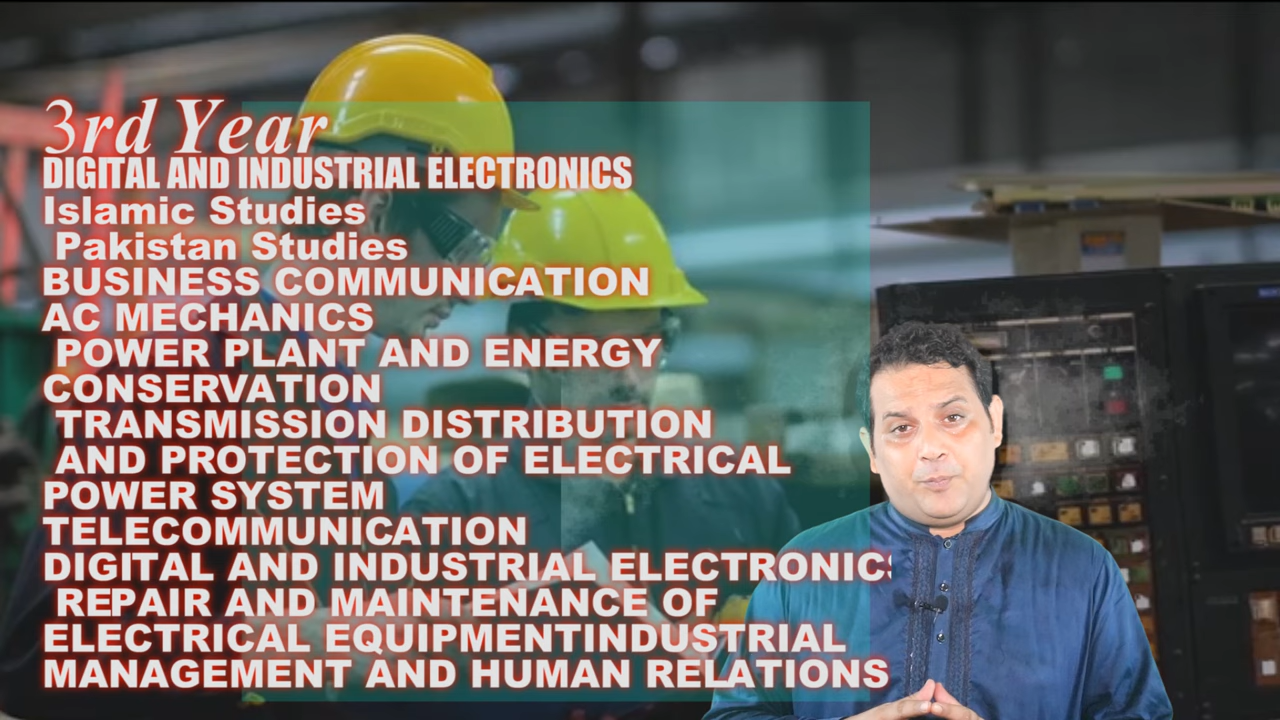 3rd Year
DIGITAL AND INDUSTRIAL ELECTRONICS
Islamic Studies
Pakistan Studies
BUSINESS COMMUNICATION
AC MECHANICS
POWER PLANT AND ENERGY
CONSERVATION
TRANSMISSION DISTRIBUTION
AND PROTECTION OF ELECTRICAL
POWER SYSTEM
TELECOMMUNICATION
DIGITAL AND INDUSTRIAL ELECTRONICS
REPAIR AND MAINTENANCE OF
ELECTRICAL EQUIPMENTINDUSTRIAL
MANAGEMENT AND HUMAN RELATIONS